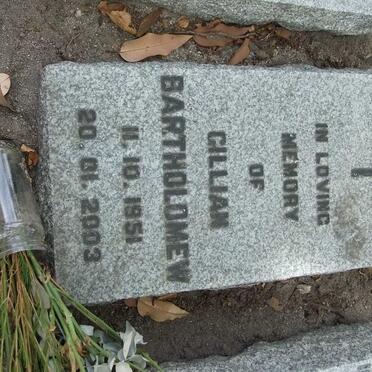 IN LOVING
MEMORY
OF
GILLIAN
BARTHOLOMEW
11.10.1951
20.01.2003